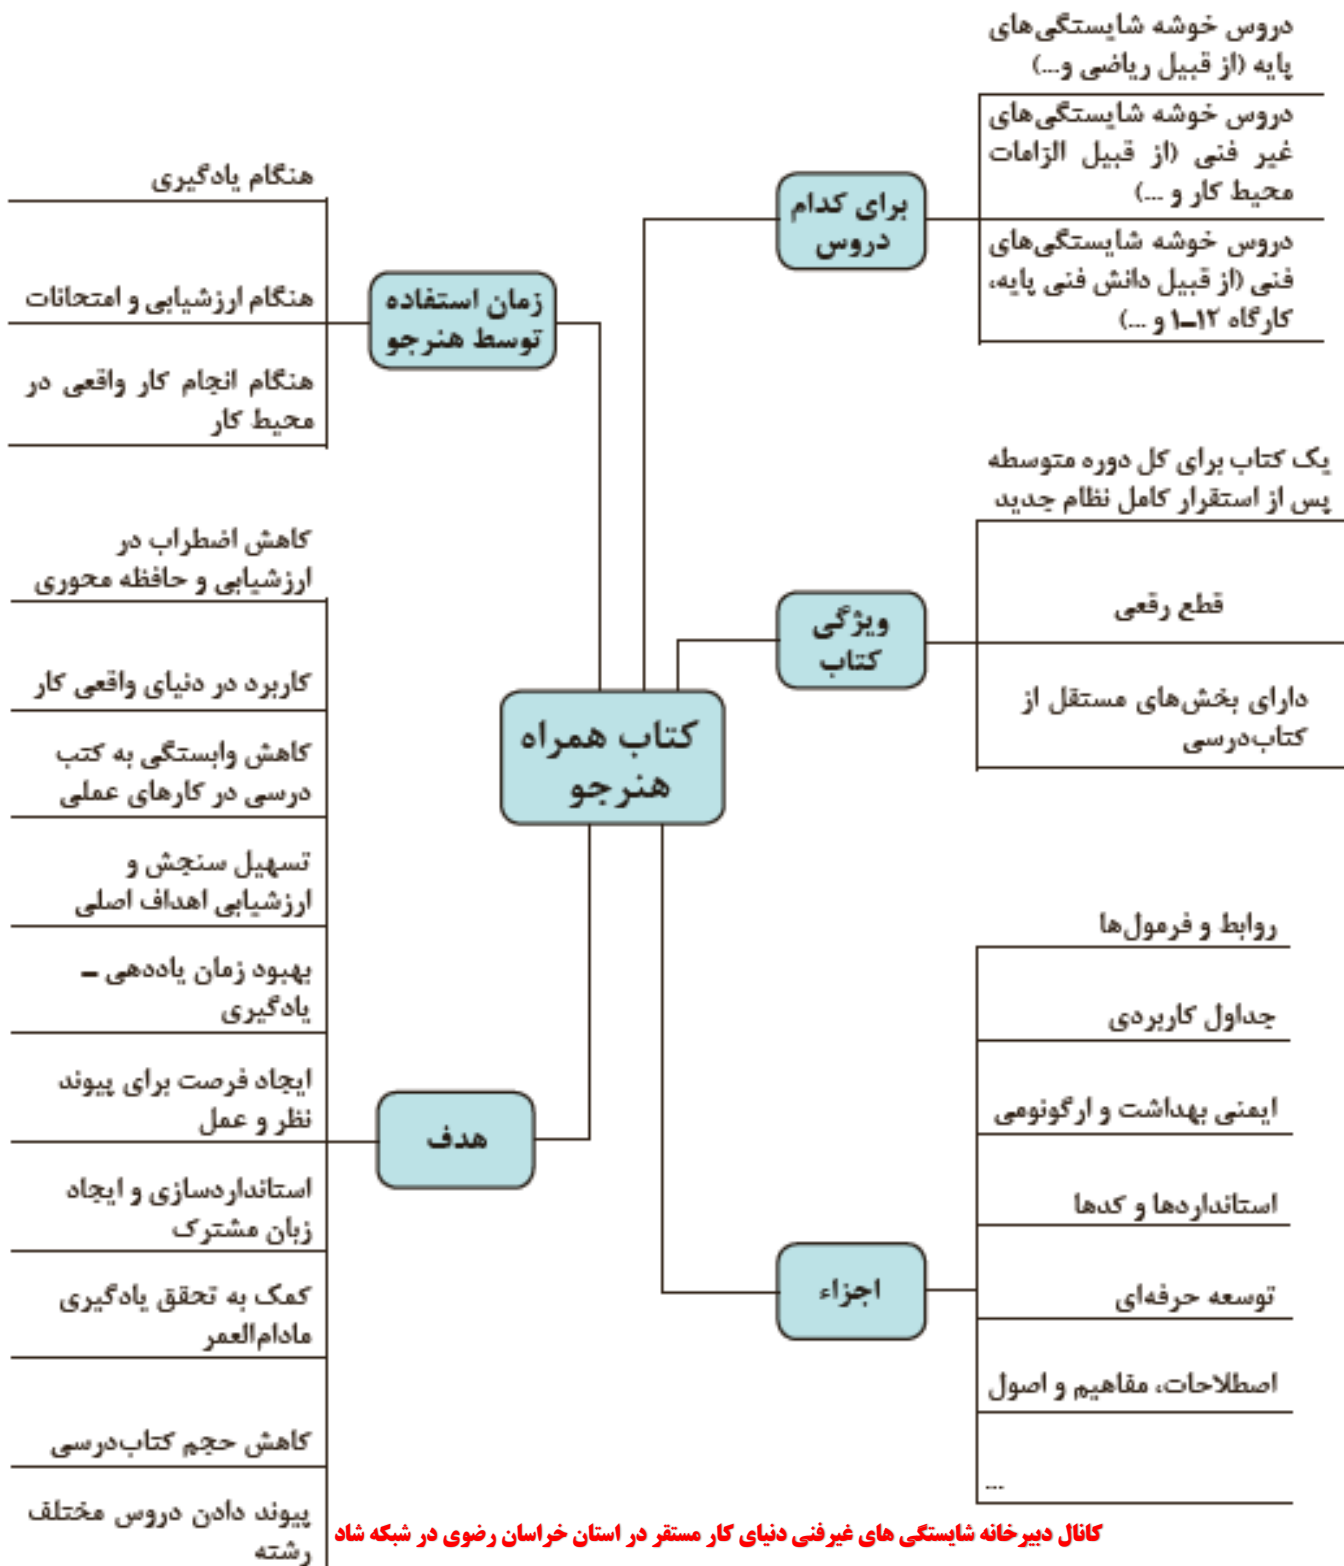 دروس خوشه شایستگی‌های
پایه (از قبیل ریاضی و...)
دروس خوشه شایستگی‌های
غیر فنی (از قبیل الزامات
محیط کار و ...)
دروس خوشه شایستگی‌های
فنی (از قبیل دانش فنی پایه،
کارگاه ۱۲-۱ و ...)
برای کدام
دروس
هنگام یادگیری
هنگام ارزشیابی و امتحانات
هنگام انجام کار واقعی در
محیط کار
زمان استفاده
توسط هنرجو
یک کتاب برای کل دوره متوسطه
پس از استقرار کامل نظام جدید
قطع رقعی
دارای بخش‌های مستقل از
کتاب‌درسی
ویژگی
کتاب
کتاب همراه
هنرجو
کاهش اضطراب در
ارزشیابی و حافظه محوری
کاربرد در دنیای واقعی کار
کاهش وابستگی به کتب
درسی در کارهای عملی
تسهیل سنجش و
ارزشیابی اهداف اصلی
بهبود زمان یاددهی –
یادگیری
ایجاد فرصت برای پیوند
نظر و عمل
استانداردسازی و ایجاد
زبان مشترک
کمک به تحقق یادگیری
مادام‌العمر
کاهش حجم کتاب‌درسی
پیوند دادن دروس مختلف
رشته
هدف
روابط و فرمول‌ها
جداول کاربردی
ایمنی بهداشت و ارگونومی
استانداردها و کدها
توسعه حرفه‌ای
اصطلاحات، مفاهیم و اصول
...
اجزاء
کانال دبیرخانه شایستگی های غیرفنی دنیای کار مستقر در استان خراسان رضوی در شبکه شاد